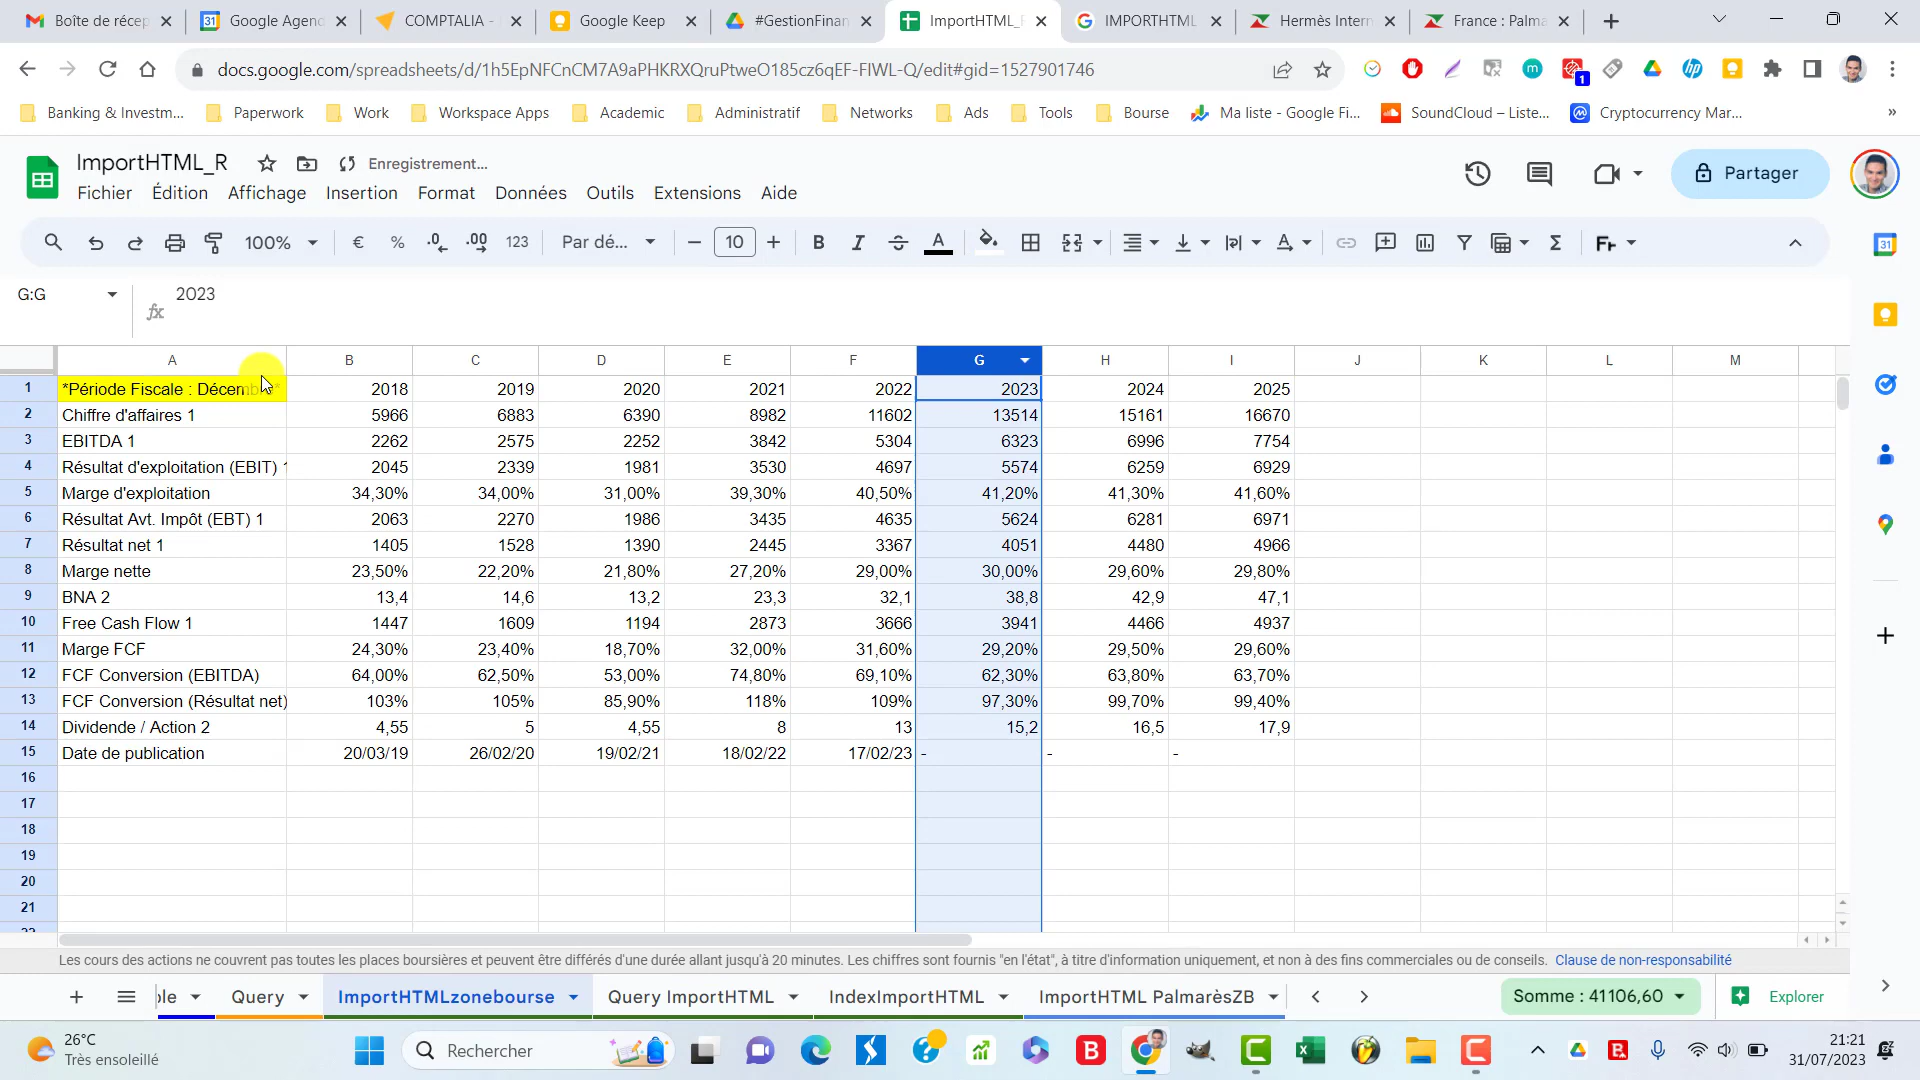 Boîte de récep
Google Agend
COMPTALIA -
Google Keep
#GestionFinan
ImportHTML_R
IMPORTHTML
Hermès Intern
France : Palma
docs.google.com/spreadsheets/d/1h5EpNFCnCM7A9aPHKRXQruPtweO185cz6qEF-FIWL-Q/edit#gid=1527901746
1
Banking & Investm...
Paperwork
Work
Workspace Apps
Academic
Administratif
Networks
Ads
Tools
Bourse
Ma liste - Google Fi...
SoundCloud – Liste...
Cryptocurrency Mar...
»
ImportHTML_R
Enregistrement...
Fichier Édition Affichage Insertion Format Données Outils Extensions Aide
Partager
100% € % .0 .00 123 Par dé... 10 B I A Σ
G:G
fx 2023
A B C D E F G H I J K L M
1 *Période Fiscale : Décembre* 2018 2019 2020 2021 2022 2023 2024 2025
2 Chiffre d'affaires 1 5966 6883 6390 8982 11602 13514 15161 16670
3 EBITDA 1 2262 2575 2252 3842 5304 6323 6996 7754
4 Résultat d'exploitation (EBIT) 1 2045 2339 1981 3530 4697 5574 6259 6929
5 Marge d'exploitation 34,30% 34,00% 31,00% 39,30% 40,50% 41,20% 41,30% 41,60%
6 Résultat Avt. Impôt (EBT) 1 2063 2270 1986 3435 4635 5624 6281 6971
7 Résultat net 1 1405 1528 1390 2445 3367 4051 4480 4966
8 Marge nette 23,50% 22,20% 21,80% 27,20% 29,00% 30,00% 29,60% 29,80%
9 BNA 2 13,4 14,6 13,2 23,3 32,1 38,8 42,9 47,1
10 Free Cash Flow 1 1447 1609 1194 2873 3666 3941 4466 4937
11 Marge FCF 24,30% 23,40% 18,70% 32,00% 31,60% 29,20% 29,50% 29,60%
12 FCF Conversion (EBITDA) 64,00% 62,50% 53,00% 74,80% 69,10% 62,30% 63,80% 63,70%
13 FCF Conversion (Résultat net) 103% 105% 85,90% 118% 109% 97,30% 99,70% 99,40%
14 Dividende / Action 2 4,55 5 4,55 8 13 15,2 16,5 17,9
15 Date de publication 20/03/19 26/02/20 19/02/21 18/02/22 17/02/23 - - -
16
17
18
19
20
21
Les cours des actions ne couvrent pas toutes les places boursières et peuvent être différés d'une durée allant jusqu'à 20 minutes. Les chiffres sont fournis "en l'état", à titre d'information uniquement, et non à des fins commerciales ou de conseils. Clause de non-responsabilité
ple Query ImportHTMLzonebourse Query ImportHTML IndexImportHTML ImportHTML PalmarèsZB
Somme : 41106,60
Explorer
26°C
Très ensoleillé
Rechercher
21:21
31/07/2023